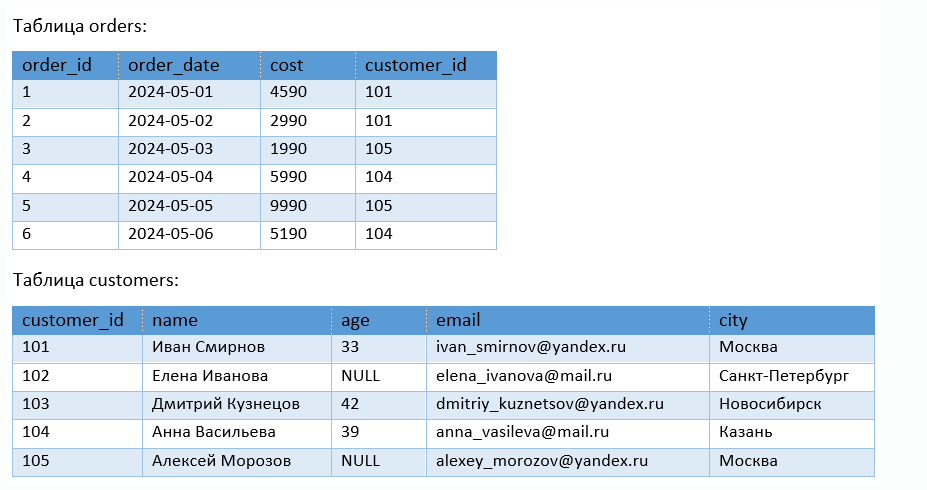 Таблица orders:
order_id order_date cost customer_id
1 2024-05-01 4590 101
2 2024-05-02 2990 101
3 2024-05-03 1990 105
4 2024-05-04 5990 104
5 2024-05-05 9990 105
6 2024-05-06 5190 104
Таблица customers:
customer_id name age email city
101 Иван Смирнов 33 ivan_smirnov@yandex.ru Москва
102 Елена Иванова NULL elena_ivanova@mail.ru Санкт-Петербург
103 Дмитрий Кузнецов 42 dmitriy_kuznetsov@yandex.ru Новосибирск
104 Анна Васильева 39 anna_vasileva@mail.ru Казань
105 Алексей Морозов NULL alexey_morozov@yandex.ru Москва